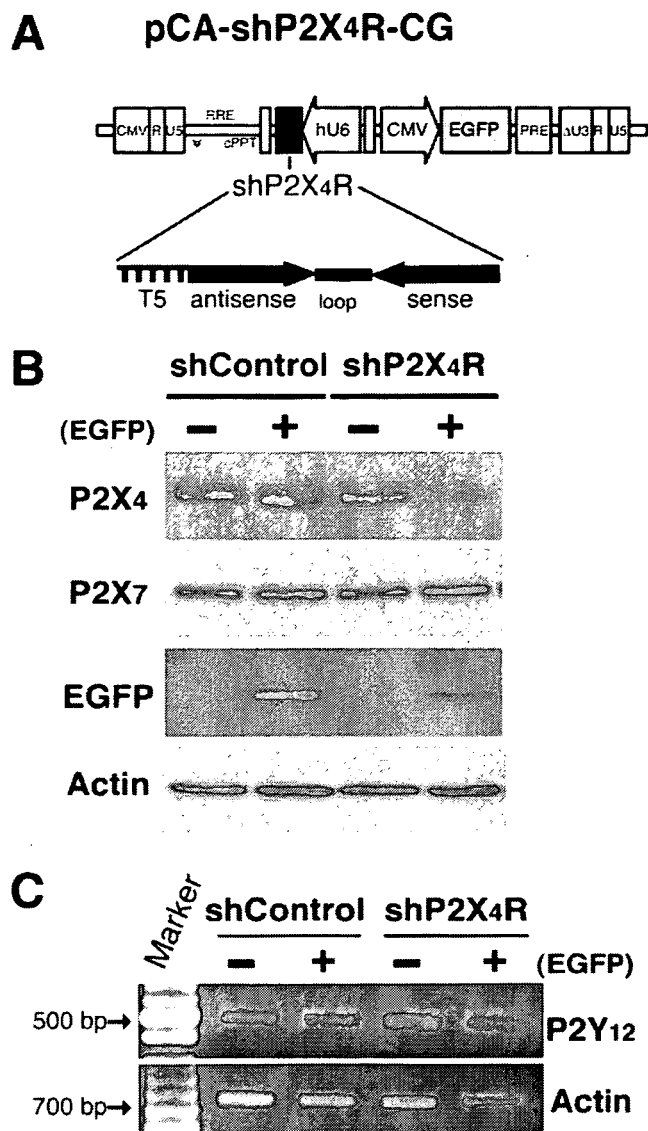 A pCA-shP2X4R-CG
RRE
CMV R U5 cPPT hU6 CMV EGFP PRE ΔU3 R U5
shP2X4R
T5 antisense loop sense
B shControl shP2X4R
(EGFP) − + − +
P2X4
P2X7
EGFP
Actin
C Marker shControl shP2X4R
− + − + (EGFP)
500 bp→ P2Y12
700 bp→ Actin